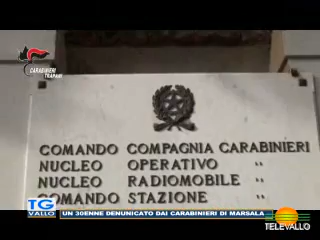 CARABINIERI
TRAPANI
COMANDO COMPAGNIA CARABINIERI
NUCLEO OPERATIVO "
NUCLEO RADIOMOBILE "
COMANDO STAZIONE "
TG
VALLO
UN 30ENNE DENUNCIATO DAI CARABINIERI DI MARSALA
TELEVALLO